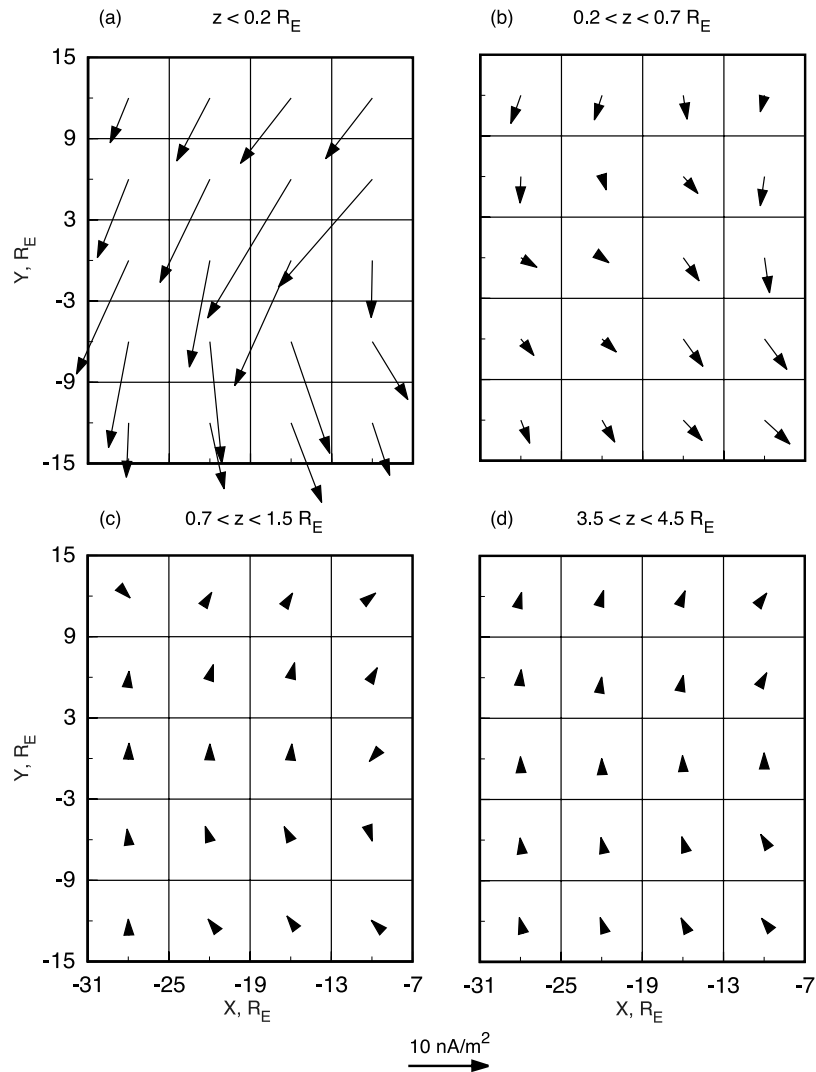 (a) z < 0.2 R_E
(b) 0.2 < z < 0.7 R_E
15
9
3
-3
-9
-15
Y, R_E
(c) 0.7 < z < 1.5 R_E
(d) 3.5 < z < 4.5 R_E
15
9
3
-3
-9
-15
Y, R_E
-31 -25 -19 -13 -7
-31 -25 -19 -13 -7
X, R_E
X, R_E
10 nA/m²